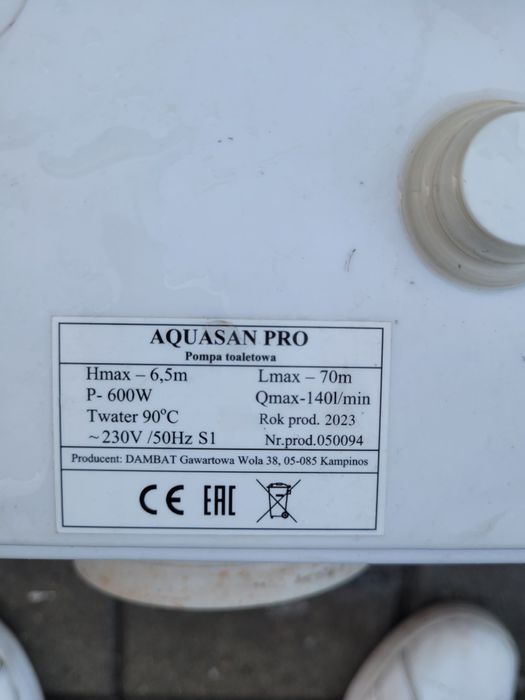 AQUASAN PRO
Pompa toaletowa
Hmax – 6,5m
Lmax – 70m
P- 600W
Qmax-140l/min
Twater 90°C
Rok prod. 2023
~230V /50Hz S1
Nr.prod.050094
Producent: DAMBAT Gawartowa Wola 38, 05-085 Kampinos
CE EAC